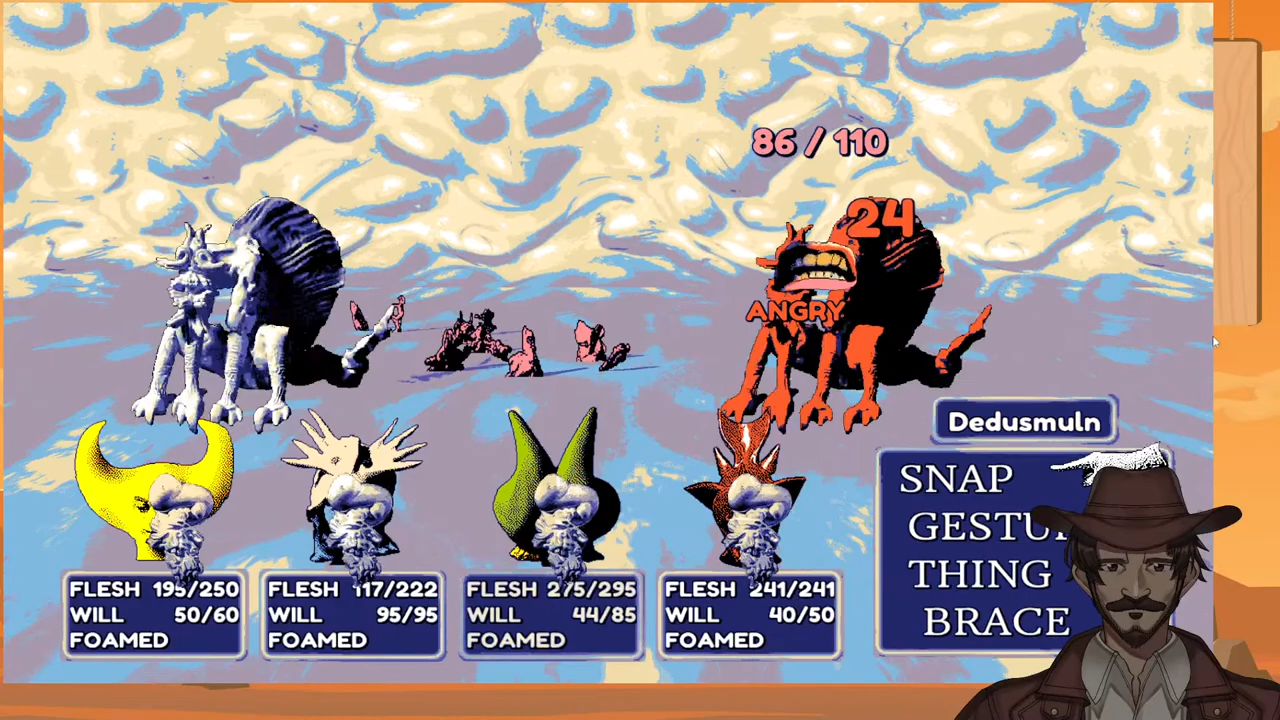 86 / 110
24
ANGRY
Dedusmuln
SNAP
THING
BRACE
FLESH 195/250
WILL 50/60
FOAMED
FLESH 117/222
WILL 95/95
FOAMED
FLESH 275/295
WILL 44/85
FOAMED
FLESH 241/241
WILL 40/50
FOAMED